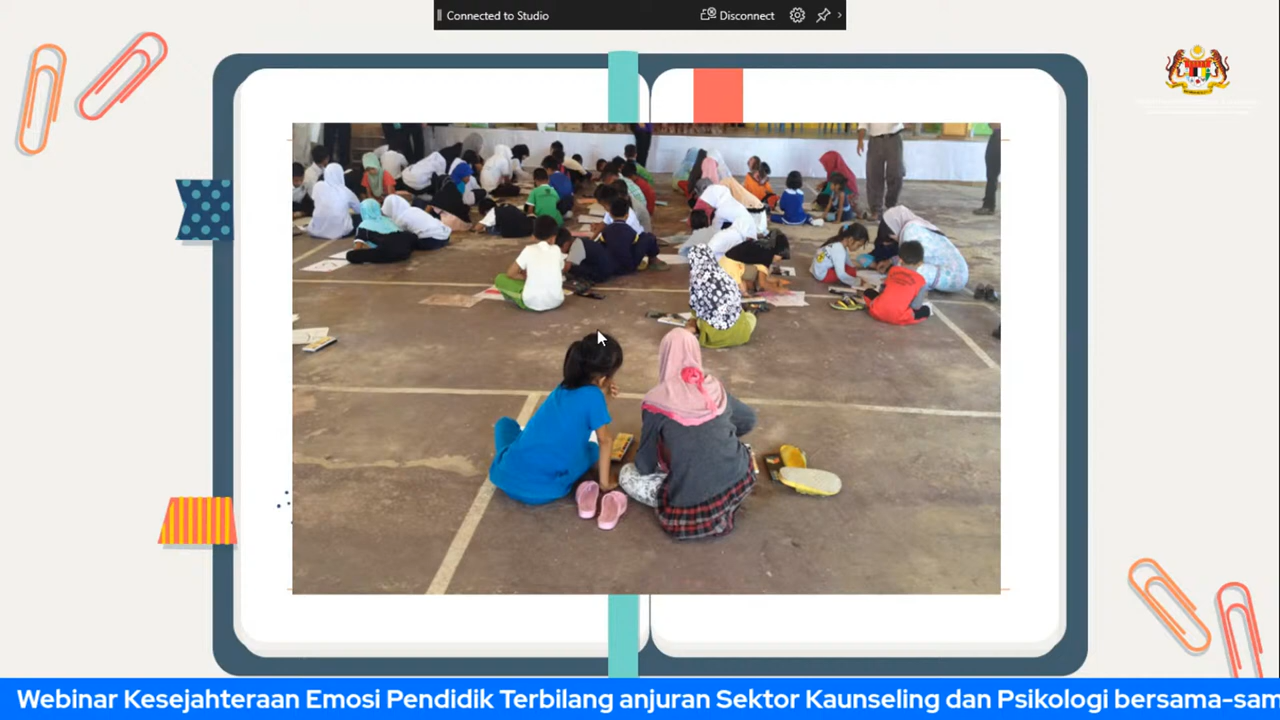 Connected to Studio
Disconnect
Webinar Kesejahteraan Emosi Pendidik Terbilang anjuran Sektor Kaunseling dan Psikologi bersama-sam